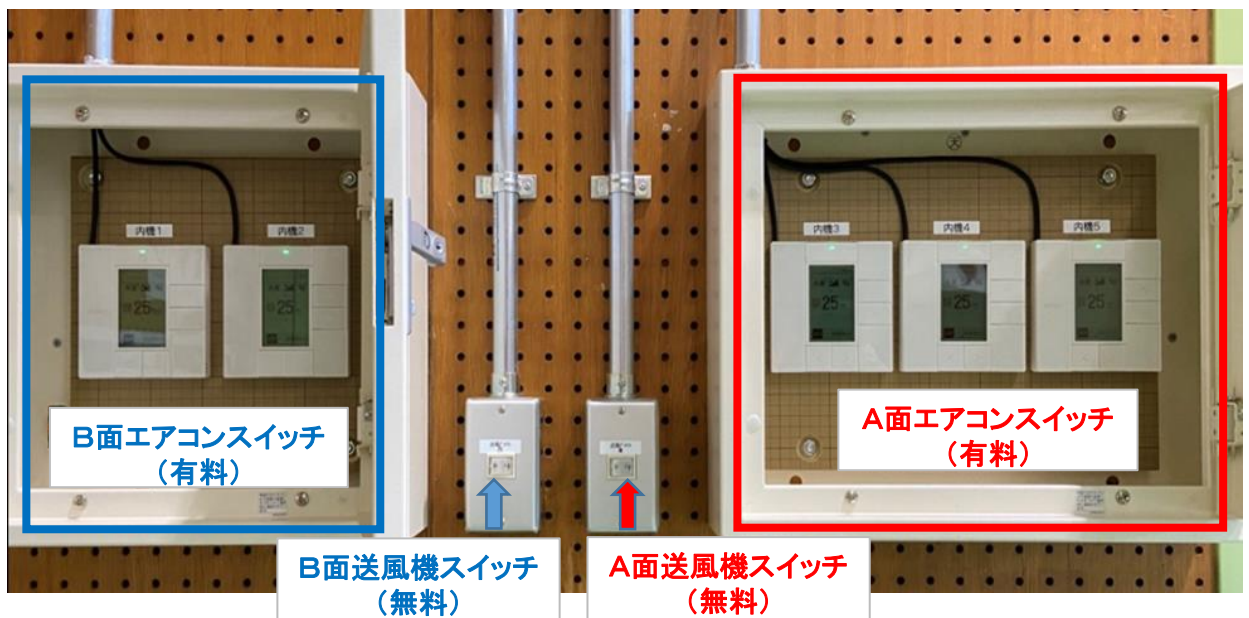 内機1
内機2
内機3
内機4
内機5
25
25
25
25
25
B面エアコンスイッチ
（有料）
A面エアコンスイッチ
（有料）
B面送風機スイッチ
（無料）
A面送風機スイッチ
（無料）